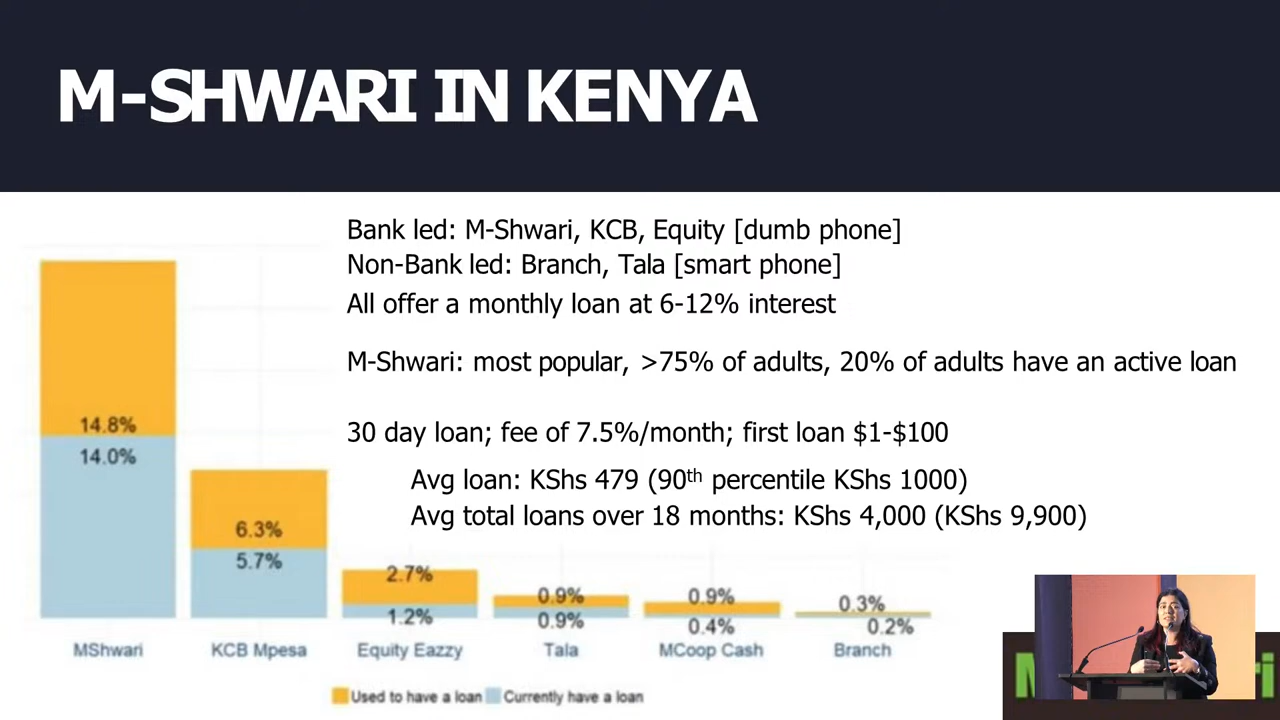 M-SHWARI IN KENYA
Bank led: M-Shwari, KCB, Equity [dumb phone]
Non-Bank led: Branch, Tala [smart phone]
All offer a monthly loan at 6-12% interest
M-Shwari: most popular, >75% of adults, 20% of adults have an active loan
30 day loan; fee of 7.5%/month; first loan $1-$100
Avg loan: KShs 479 (90th percentile KShs 1000)
Avg total loans over 18 months: KShs 4,000 (KShs 9,900)
14.8%
14.0%
6.3%
5.7%
2.7%
1.2%
0.9%
0.9%
0.9%
0.4%
0.3%
0.2%
MShwari KCB Mpesa Equity Eazzy Tala MCoop Cash Branch
Used to have a loan Currently have a loan